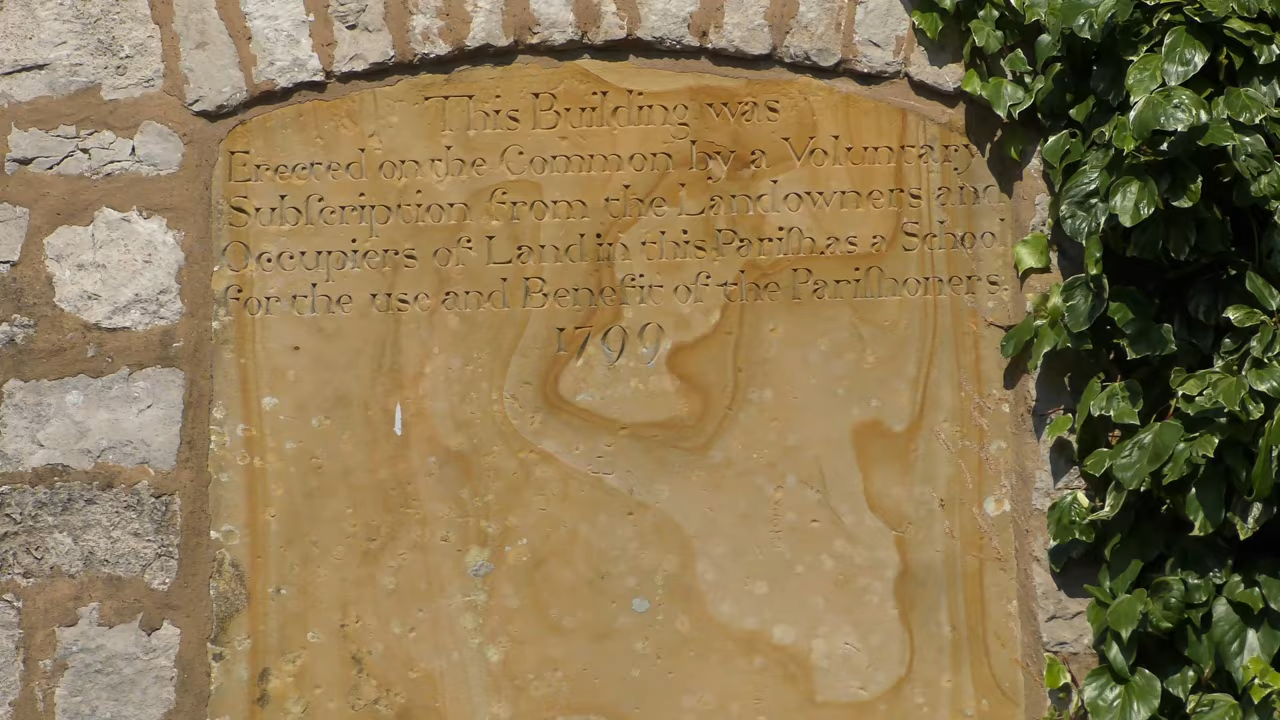 This Building was
Erected on the Common by a Voluntary
Subſcription from the Landowners and
Occupiers of Land in this Pariſh as a School
for the use and Benefit of the Pariſhoners.
1799